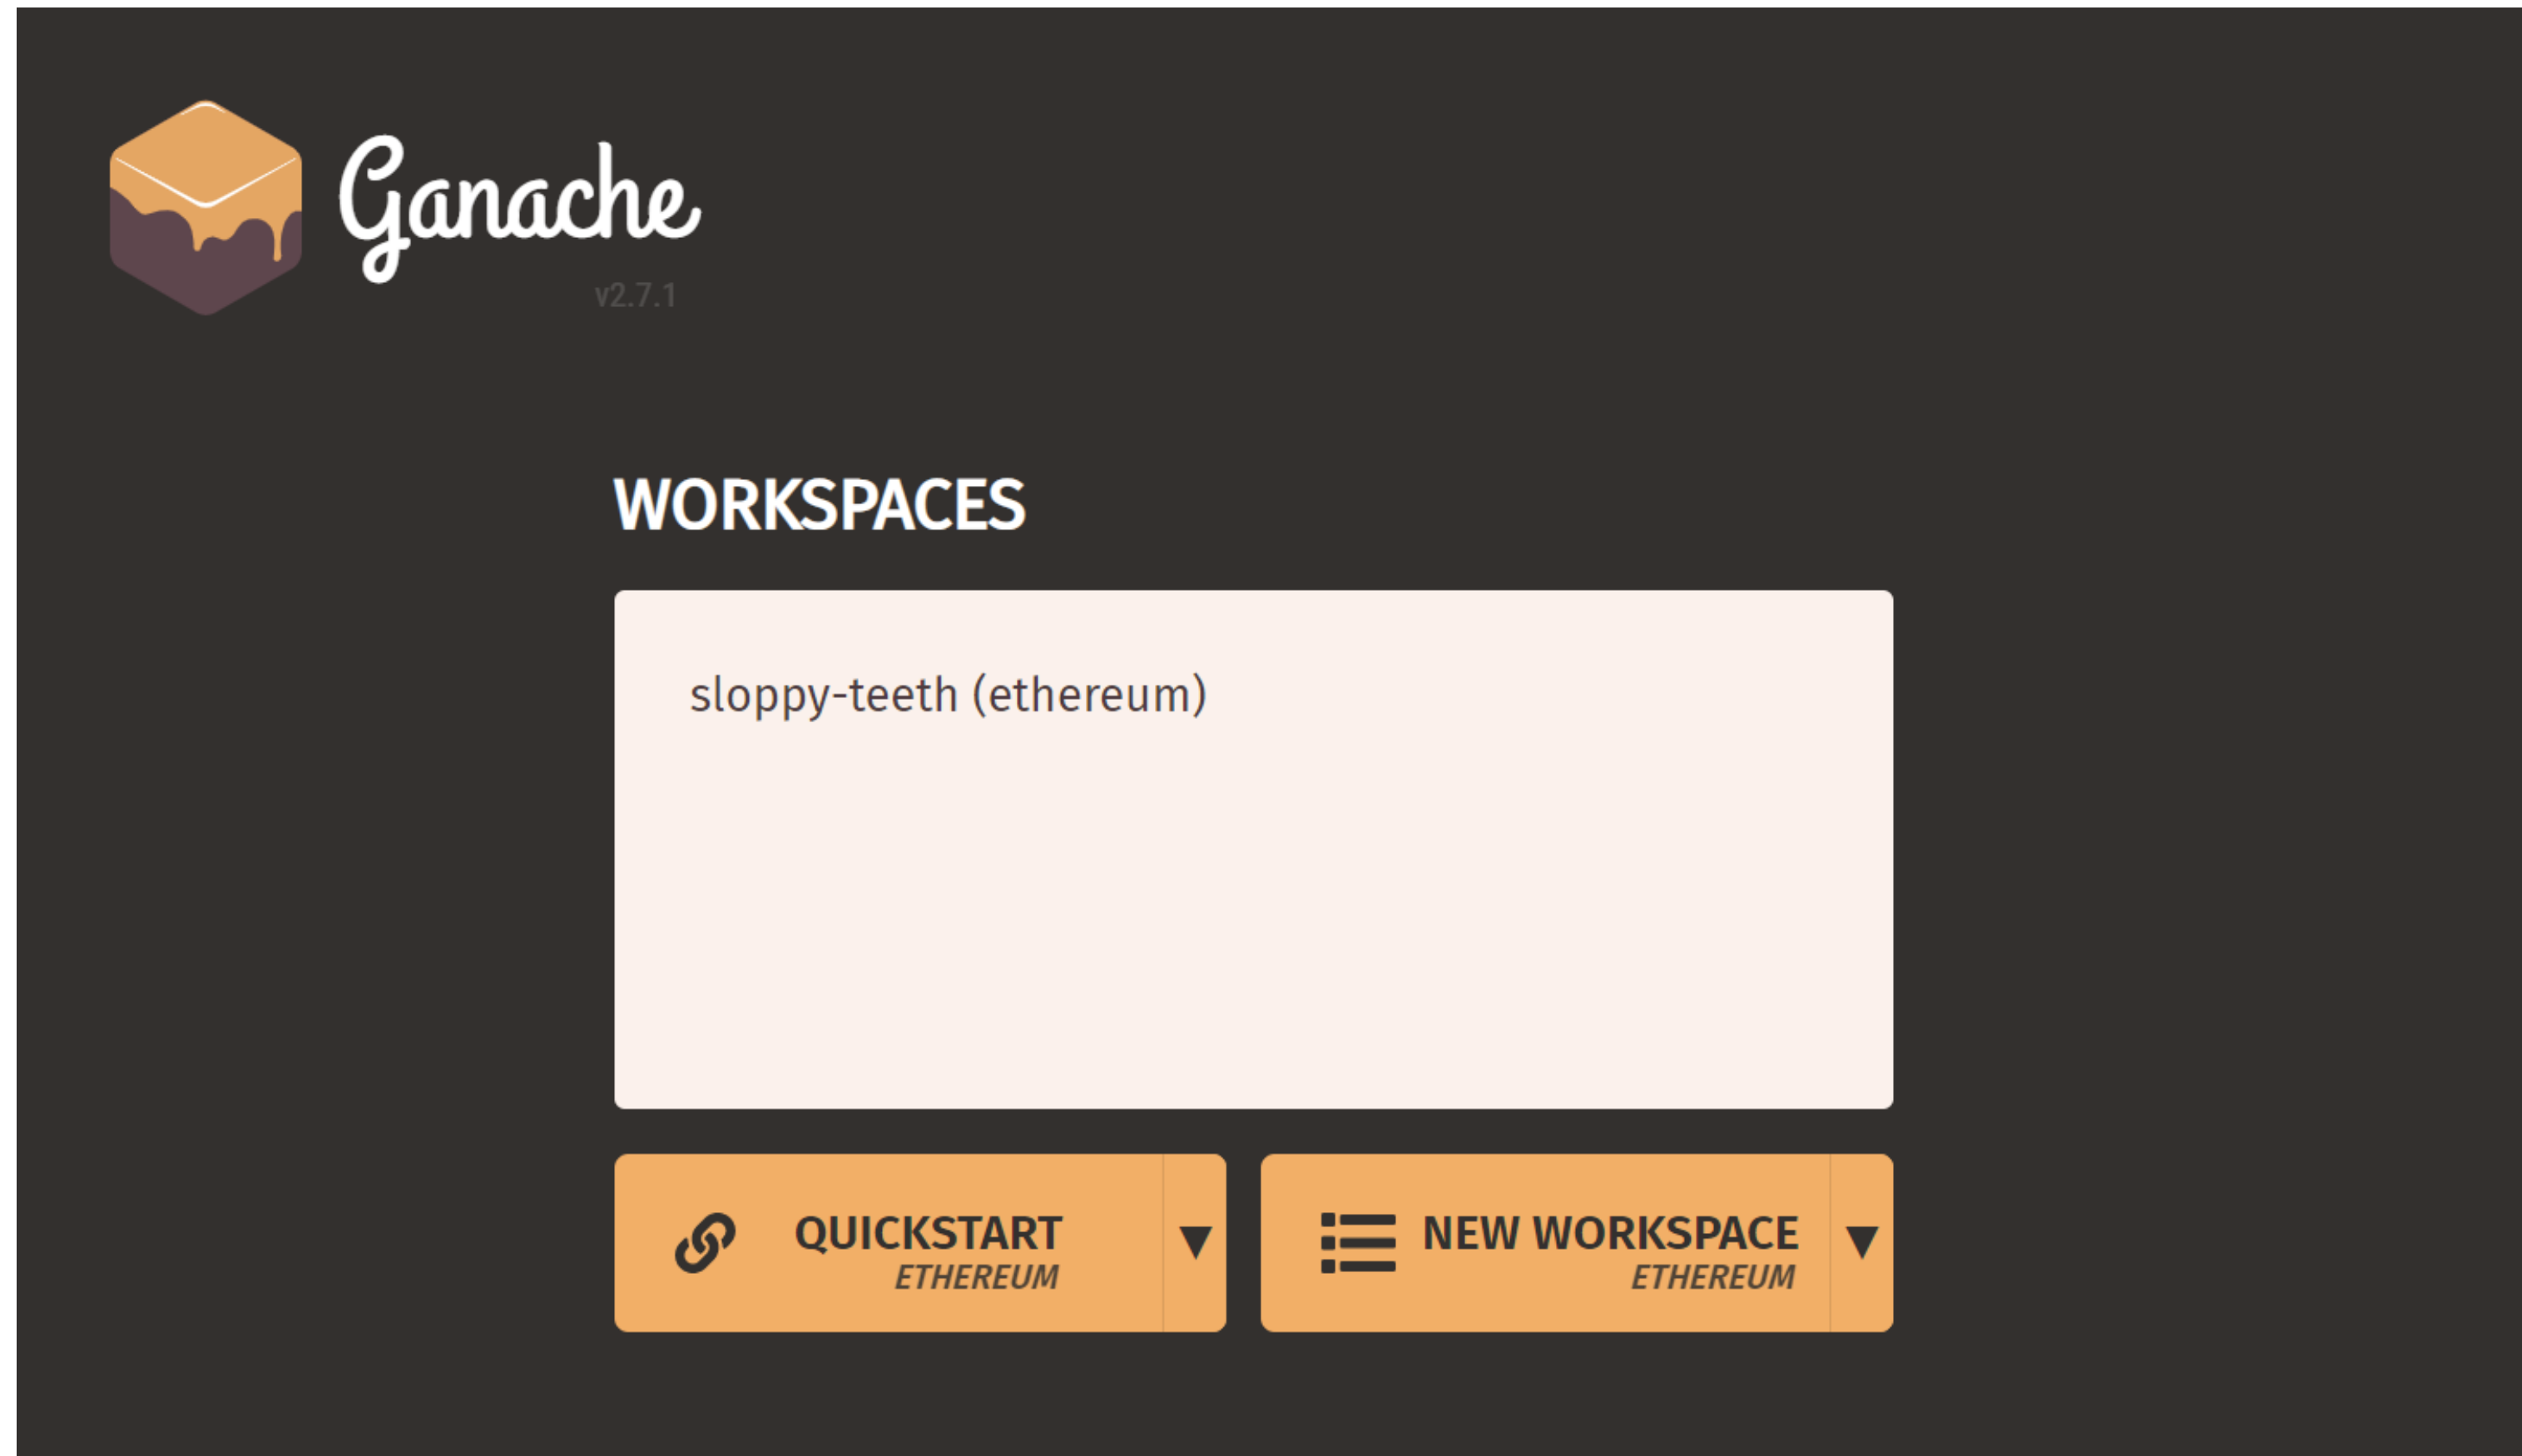 Ganache
v2.7.1
WORKSPACES
sloppy-teeth (ethereum)
QUICKSTART
ETHEREUM
▼
NEW WORKSPACE
ETHEREUM
▼